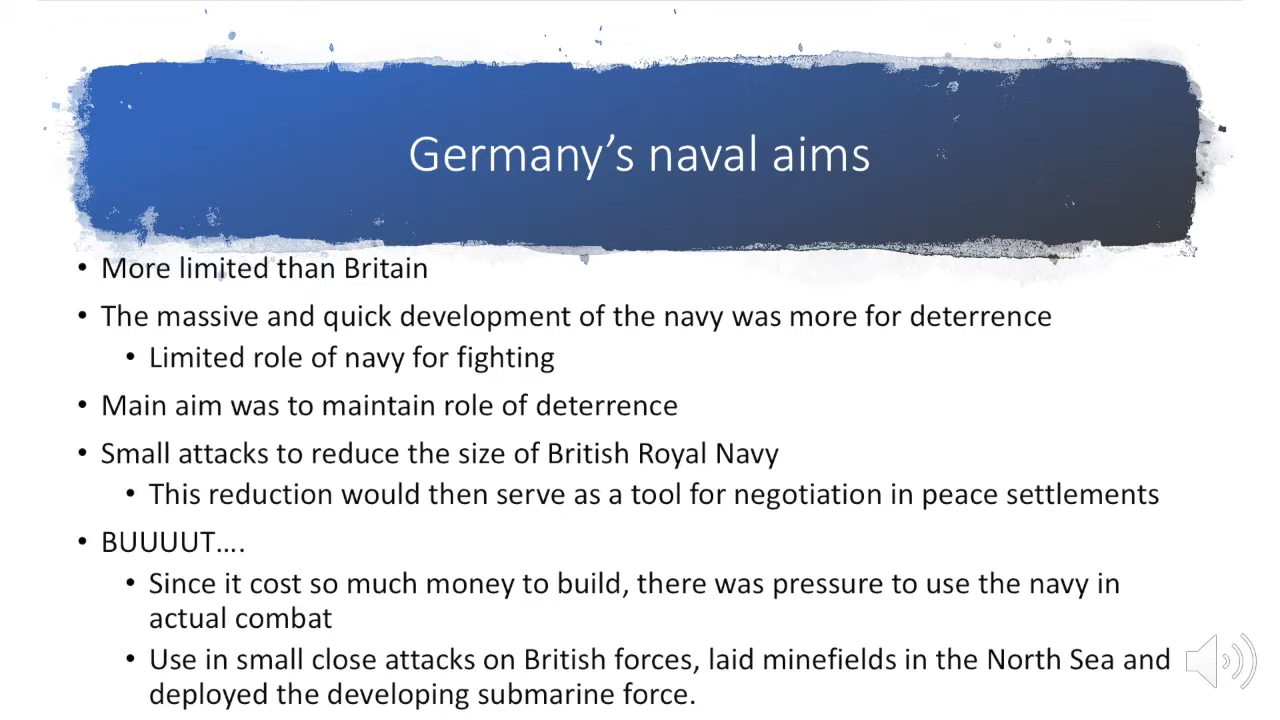 Germany’s naval aims
• More limited than Britain
• The massive and quick development of the navy was more for deterrence
• Limited role of navy for fighting
• Main aim was to maintain role of deterrence
• Small attacks to reduce the size of British Royal Navy
• This reduction would then serve as a tool for negotiation in peace settlements
• BUUUUT….
• Since it cost so much money to build, there was pressure to use the navy in
actual combat
• Use in small close attacks on British forces, laid minefields in the North Sea and
deployed the developing submarine force.